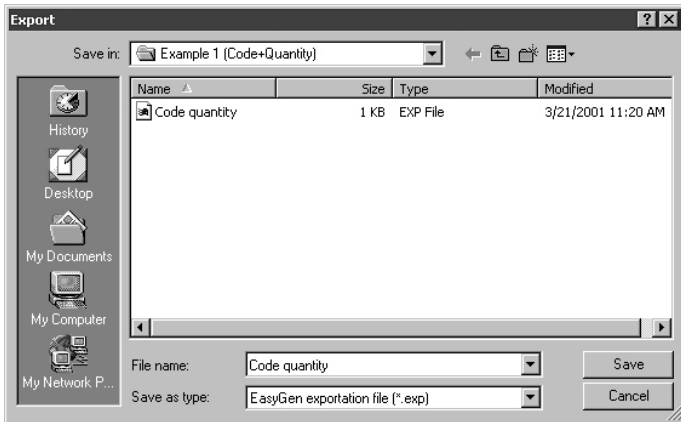 Export
Save in: Example 1 (Code+Quantity)
History
Desktop
My Documents
My Computer
My Network P...
Name Size Type Modified
Code quantity 1 KB EXP File 3/21/2001 11:20 AM
File name: Code quantity Save
Save as type: EasyGen exportation file (*.exp) Cancel